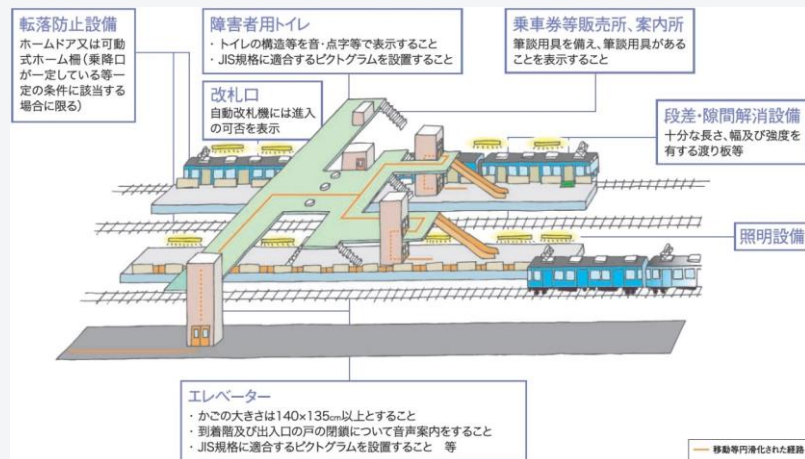 転落防止設備
ホームドア又は可動
式ホーム柵（乗降口
が一定している等一
定の条件に該当する
場合に限る）
障害者用トイレ
・トイレの構造等を音・点字等で表示すること
・JIS規格に適合するピクトグラムを設置すること
改札口
自動改札機には進入
の可否を表示
乗車券等販売所、案内所
筆談用具を備え、筆談用具がある
ことを表示すること
段差・隙間解消設備
十分な長さ、幅及び強度を
有する渡り板等
照明設備
エレベーター
・かごの大きさは140×135cm以上とすること
・到着階及び出入口の戸の閉鎖について音声案内をすること
・JIS規格に適合するピクトグラムを設置すること　等
移動等円滑化された経路